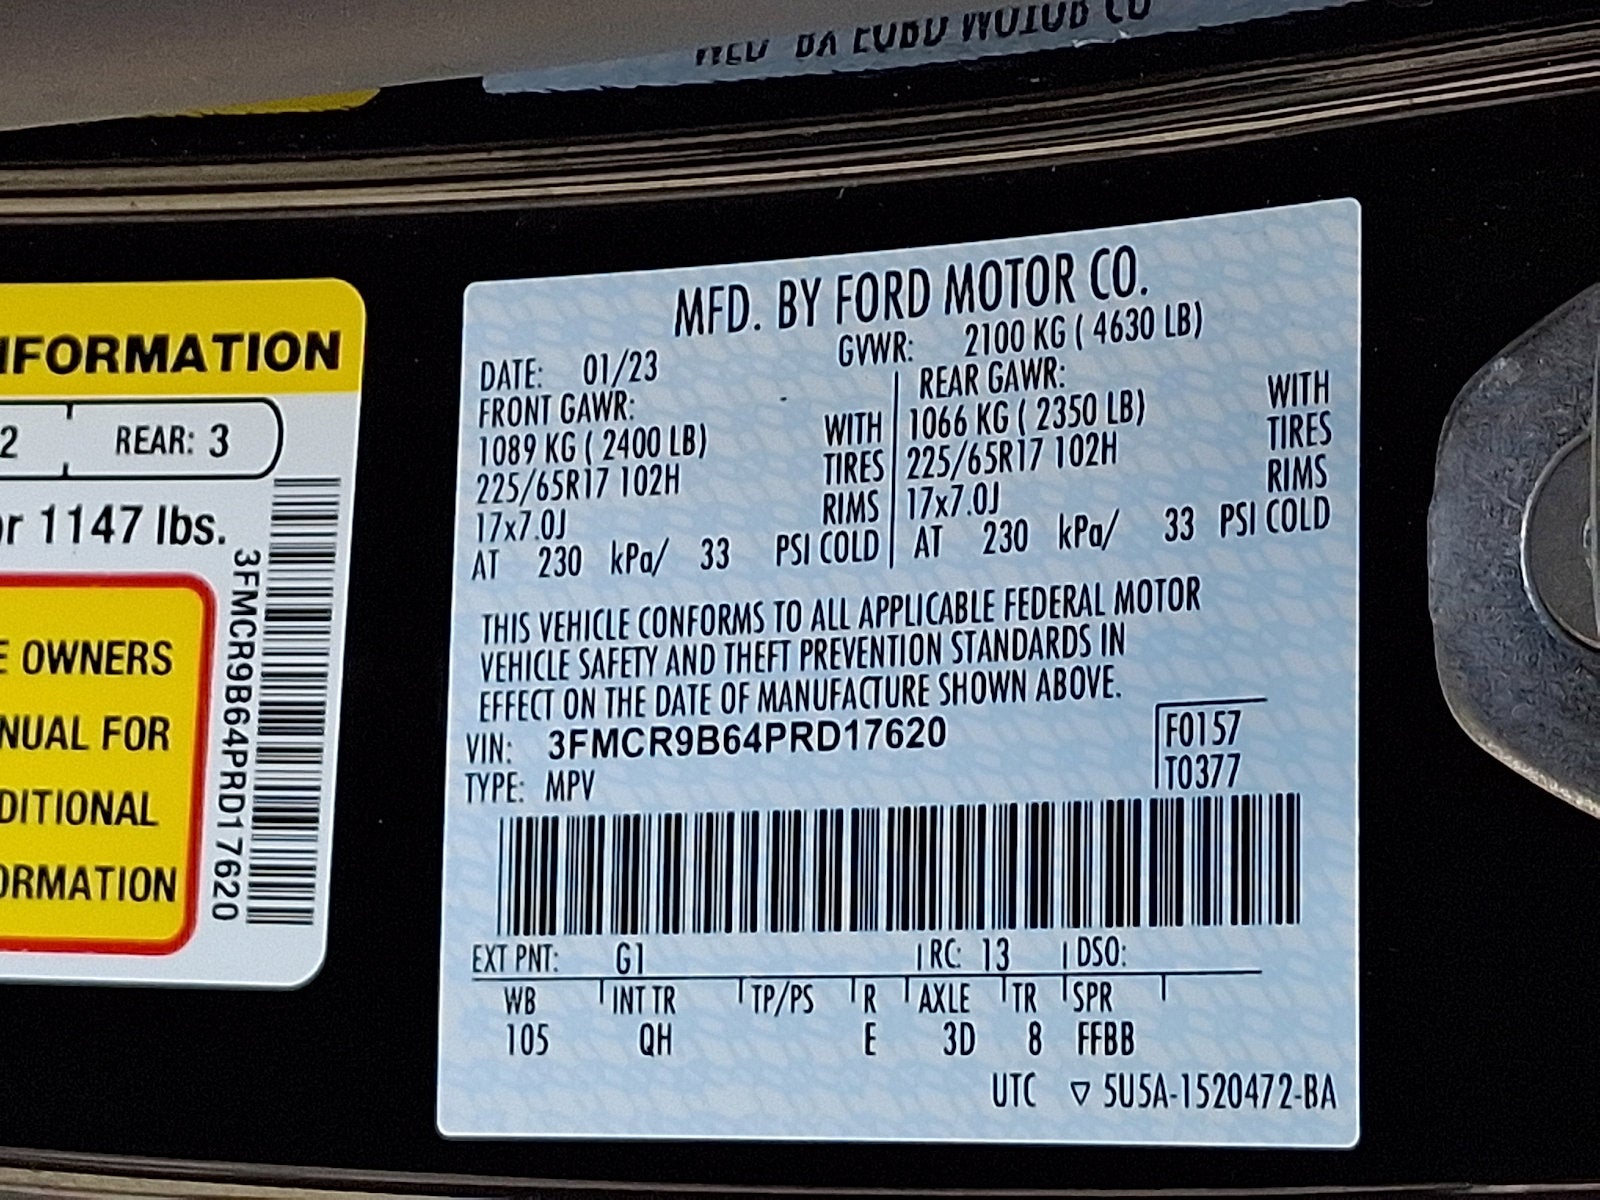 BY FORD MOTOR CO
INFORMATION
2 REAR: 3
or 1147 lbs.
OWNERS
FOR
3FMCR9B64PRD17620
MFD. BY FORD MOTOR CO.
DATE: 01/23 GVWR: 2100 KG ( 4630 LB)
FRONT GAWR: REAR GAWR:
1089 KG ( 2400 LB) WITH 1066 KG ( 2350 LB) WITH
225/65R17 102H TIRES 225/65R17 102H TIRES
17x7.0J RIMS 17x7.0J RIMS
AT 230 kPa/ 33 PSI COLD AT 230 kPa/ 33 PSI COLD
THIS VEHICLE CONFORMS TO ALL APPLICABLE FEDERAL MOTOR
VEHICLE SAFETY AND THEFT PREVENTION STANDARDS IN
EFFECT ON THE DATE OF MANUFACTURE SHOWN ABOVE.
VIN: 3FMCR9B64PRD17620 F0157
TYPE: MPV T0377
EXT PNT: G1 RC: 13 DSO:
WB INT TR TP/PS R AXLE TR SPR
105 QH E 3D 8 FFBB
UTC ▽ 5U5A-1520472-BA